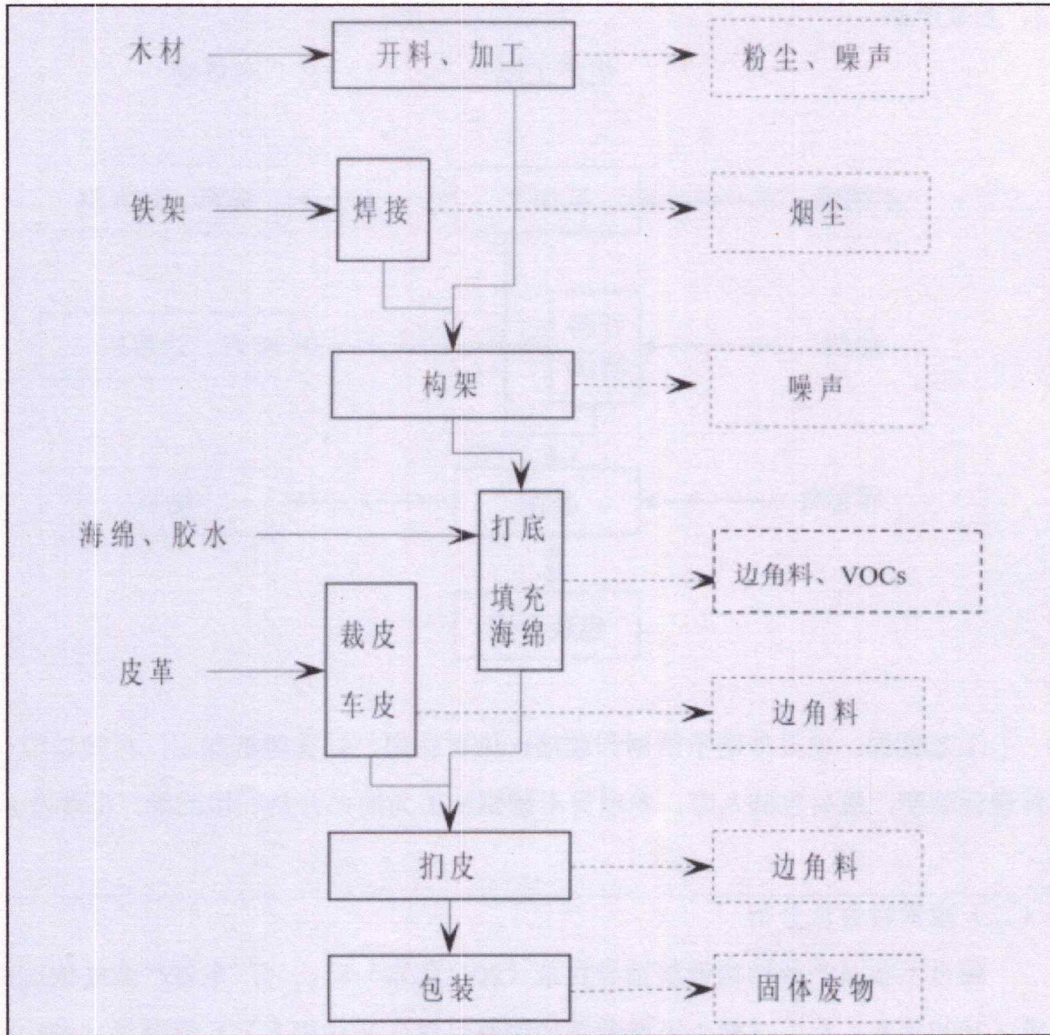 木材
开料、加工
粉尘、噪声
铁架
焊接
烟尘
构架
噪声
海绵、胶水
打底
填充
海绵
边角料、VOCs
皮革
裁皮
车皮
边角料
扪皮
边角料
包装
固体废物